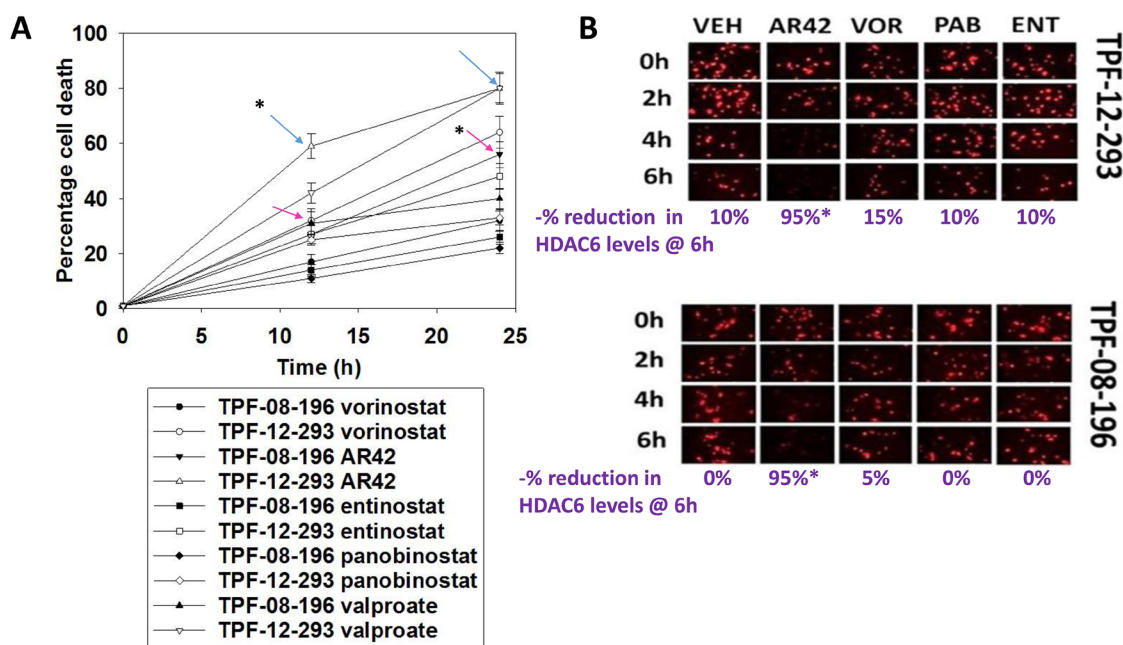 A
Percentage cell death
90
80
60
40
20
0
*
*
0
5
10
15
20
25
Time (h)
TPF-08-196 vorinostat
TPF-12-293 vorinostat
TPF-08-196 AR42
TPF-12-293 AR42
TPF-08-196 entinostat
TPF-12-293 entinostat
TPF-08-196 panobinostat
TPF-12-293 panobinostat
TPF-08-196 valproate
TPF-12-293 valproate
B
VEH AR42 VOR PAB ENT
0h
2h
4h
6h
TPF-12-293
-% reduction in 10% 95%* 15% 10% 10%
HDAC6 levels @ 6h
0h
2h
4h
6h
TPF-08-196
-% reduction in 0% 95%* 5% 0% 0%
HDAC6 levels @ 6h